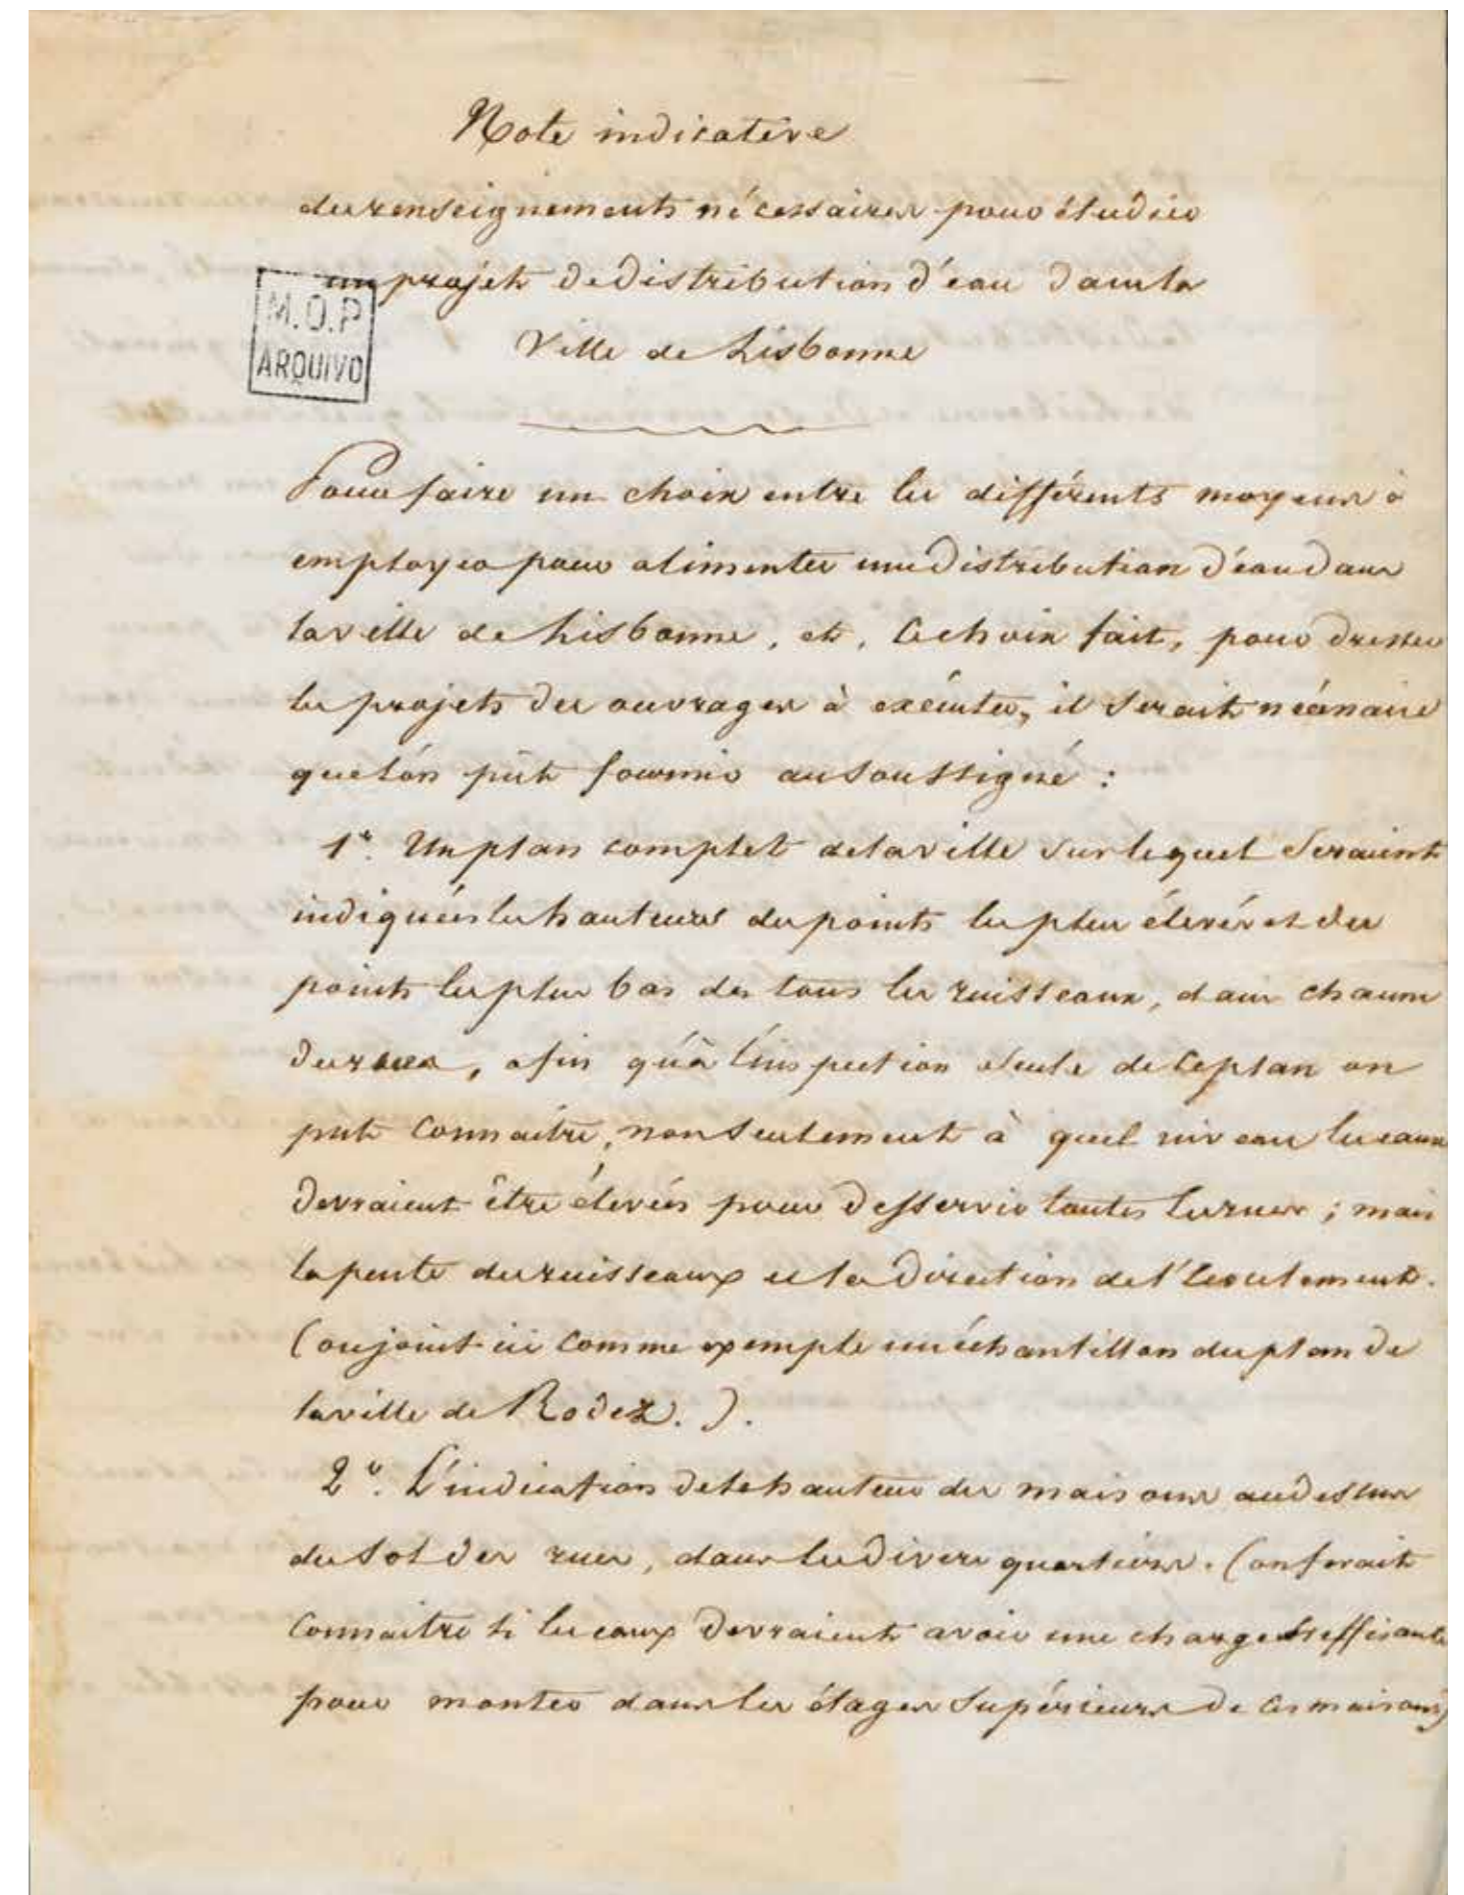 Note indicative
des renseignements nécessaires pour étudier
un projet de distribution d'eau dans la
Ville de Lisbonne
M.O.P
ARQUIVO
Pour faire un choix entre les différents moyens à
employer pour alimenter une distribution d'eau dans
la ville de Lisbonne, et, le choix fait, pour dresser
les projets des ouvrages à exécuter, il serait nécessaire
que l'on pût fournir au soussigné :
1º. Un plan complet de la ville sur lequel seraient
indiquées les hauteurs des points les plus élevés et des
points les plus bas de tous les ruisseaux, dans chacune
des rues, afin qu'à l'inspection seule de ce plan on
put connaître, non seulement à quel niveau les eaux
devraient être élevées pour desservir toutes les rues ; mais
la pente des ruisseaux et la direction de l'écoulement.
(on joint ici comme exemple un échantillon du plan de
la ville de Rodez.).
2º. L'indication de la hauteur des maisons au dessus
du sol des rues, dans les divers quartiers. (on ferait
connaitre si les eaux devraient avoir une charge suffisante
pour monter dans les étages supérieurs de ces maisons)